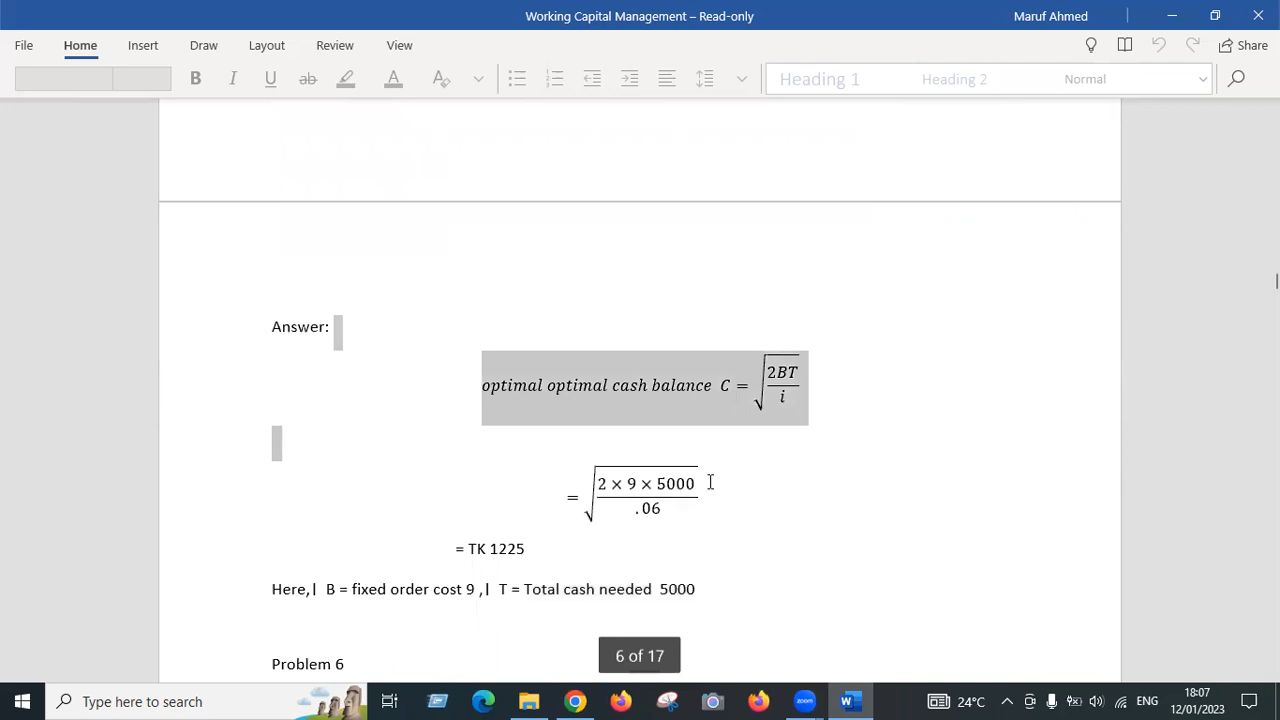 Working Capital Management – Read-only
Maruf Ahmed
File Home Insert Draw Layout Review View
Share
B I U ab A A
Heading 1 Heading 2 Normal
Answer:
optimal optimal cash balance C = √(2BT / i)
= √(2 × 9 × 5000 / .06)
= TK 1225
Here,| B = fixed order cost 9 ,| T = Total cash needed 5000
6 of 17
Problem 6
Type here to search
24°C
ENG
18:07
12/01/2023